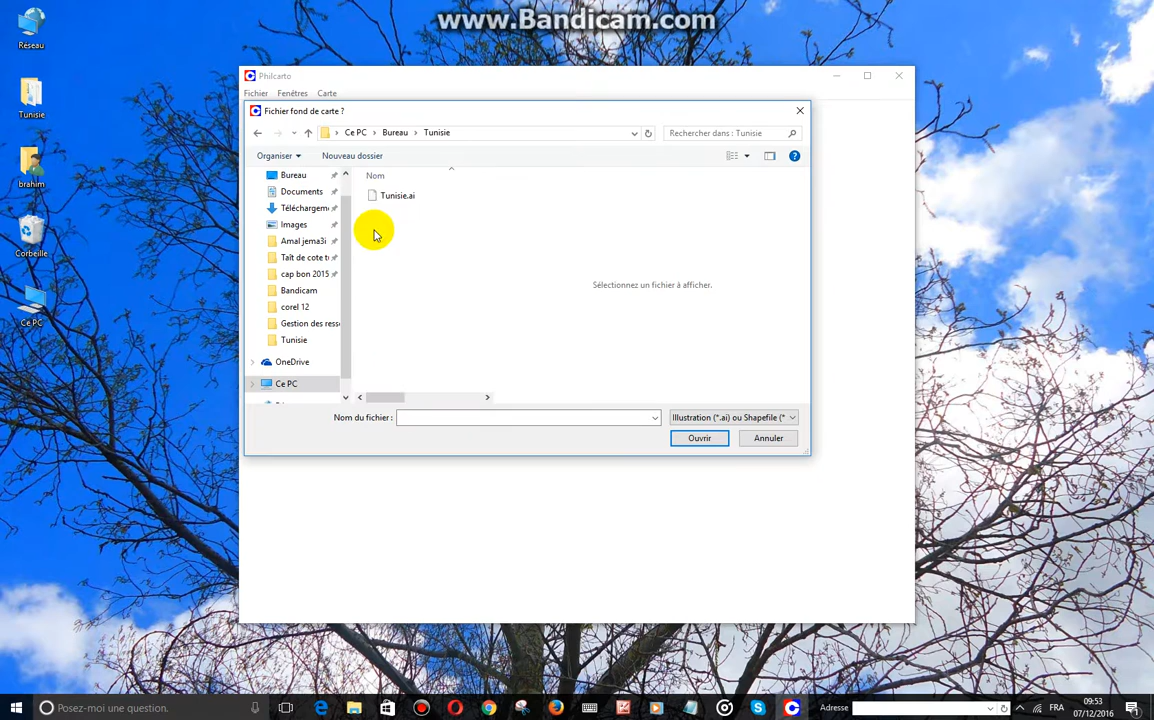 www.Bandicam.com
Réseau
Tunisie
brahim
Corbeille
Ce PC
Philcarto
Fichier Fenêtres Carte
Fichier fond de carte ?
Ce PC Bureau Tunisie
Rechercher dans : Tunisie
Organiser Nouveau dossier
Bureau
Documents
Téléchargem
Images
Amal jema3i
Taît de cote t
cap bon 2015
Bandicam
corel 12
Gestion des ress
Tunisie
OneDrive
Ce PC
Nom
Tunisie.ai
Sélectionnez un fichier à afficher.
Nom du fichier :
Illustration (*.ai) ou Shapefile (*
Ouvrir Annuler
Posez-moi une question.
Adresse
FRA
09:53
07/12/2016